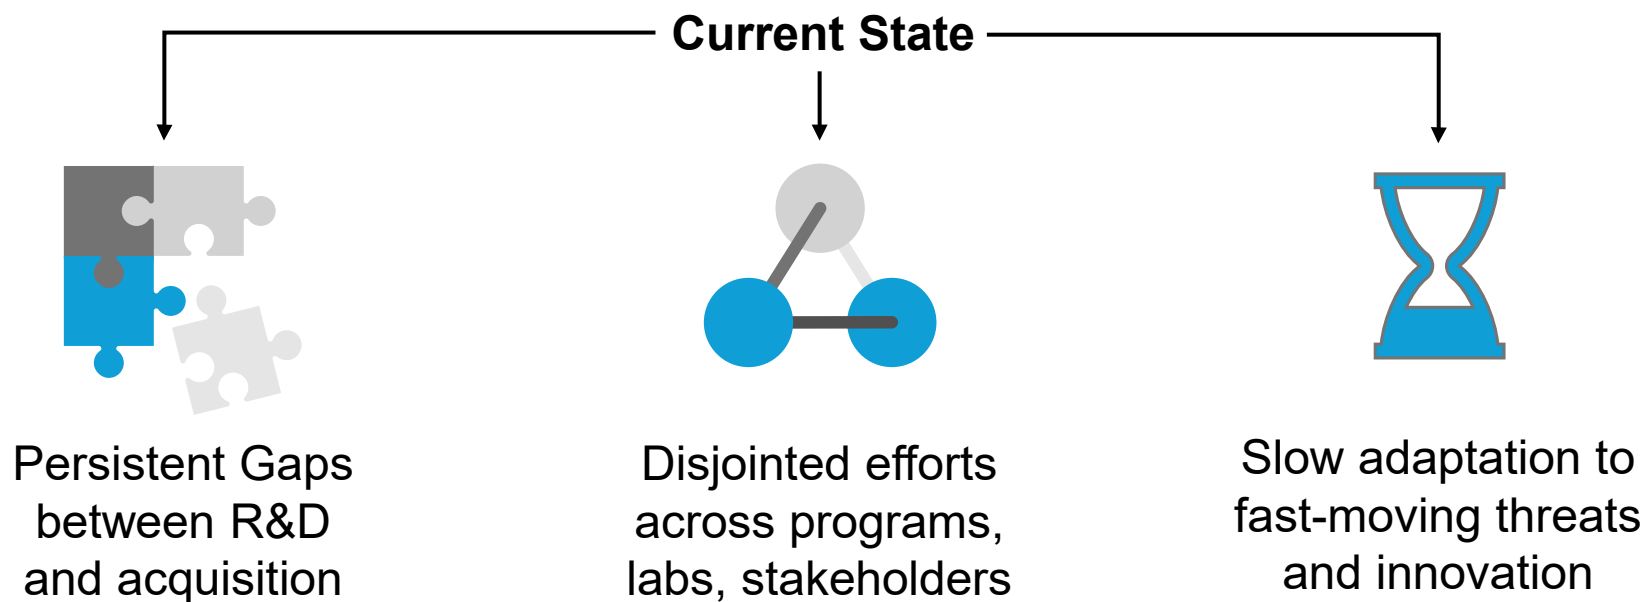 Current State
Persistent Gaps
between R&D
and acquisition
Disjointed efforts
across programs,
labs, stakeholders
Slow adaptation to
fast-moving threats
and innovation